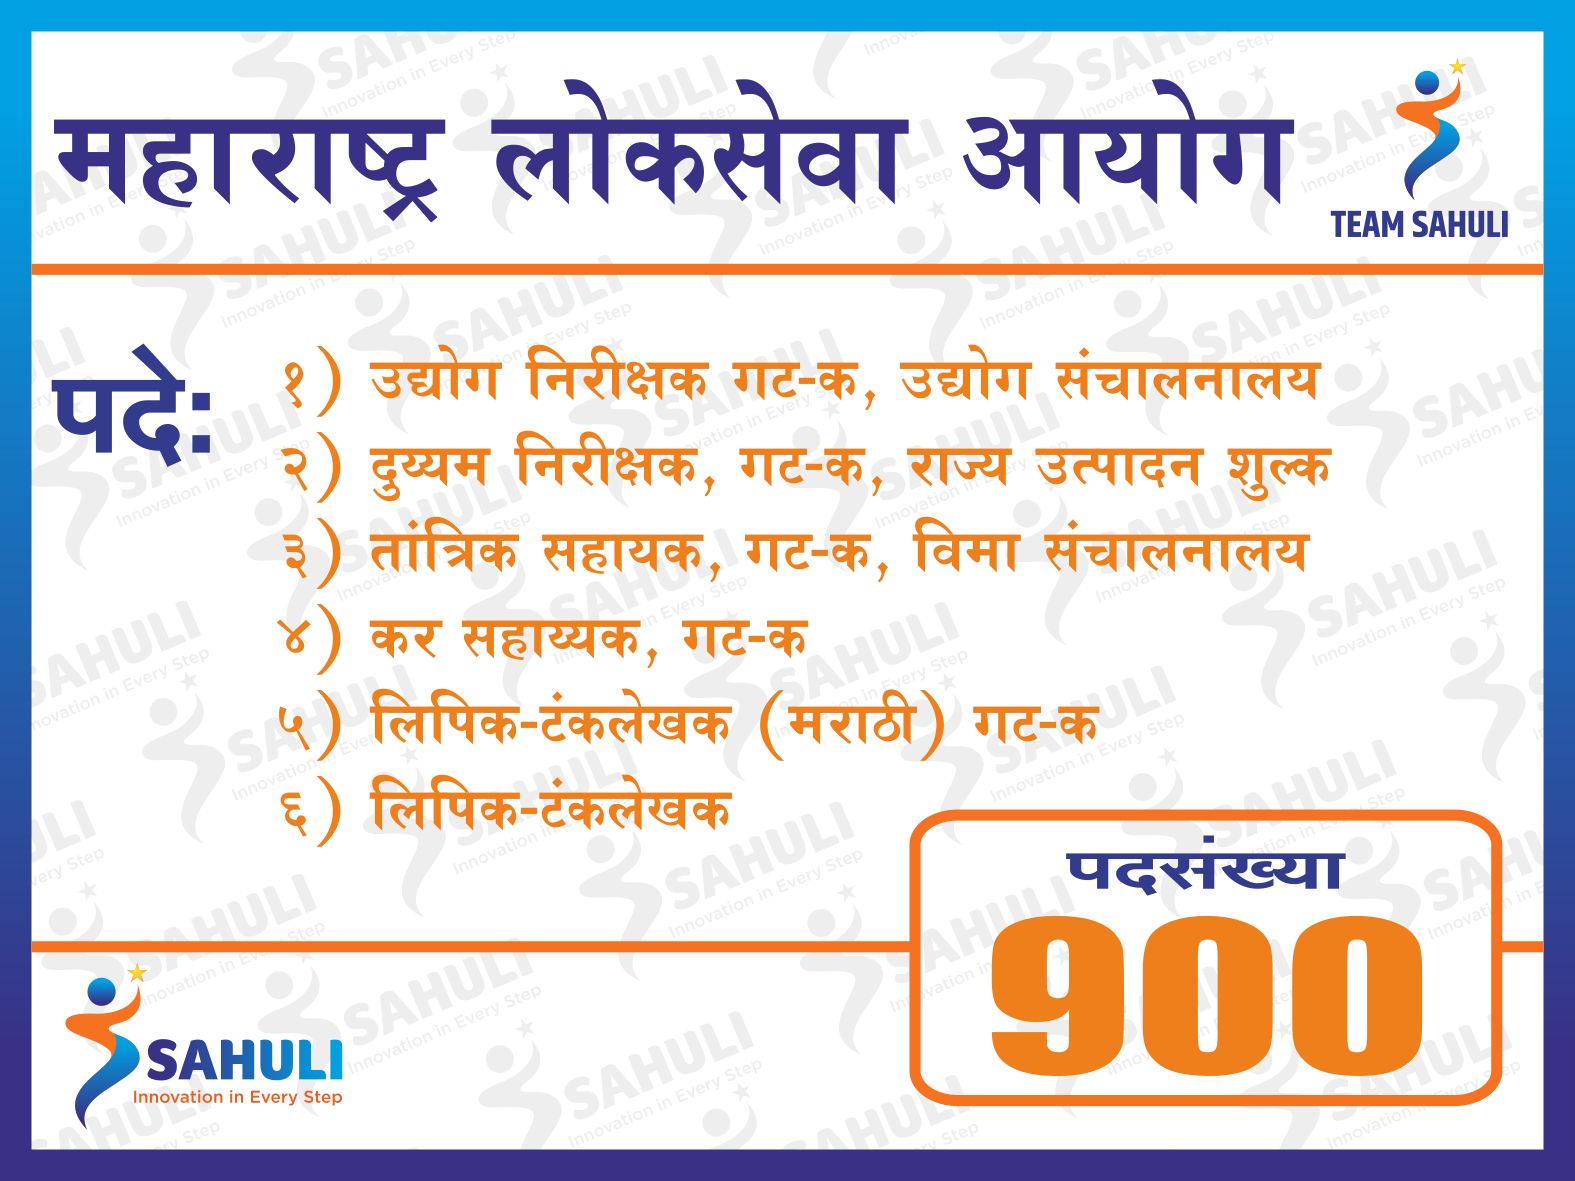 महाराष्ट्र लोकसेवा आयोग
TEAM SAHULI
पदे:
१) उद्योग निरीक्षक गट-क, उद्योग संचालनालय
२) दुय्यम निरीक्षक, गट-क, राज्य उत्पादन शुल्क
३) तांत्रिक सहायक, गट-क, विमा संचालनालय
४) कर सहाय्यक, गट-क
५) लिपिक-टंकलेखक (मराठी) गट-क
६) लिपिक-टंकलेखक
पदसंख्या
900
SAHULI
Innovation in Every Step